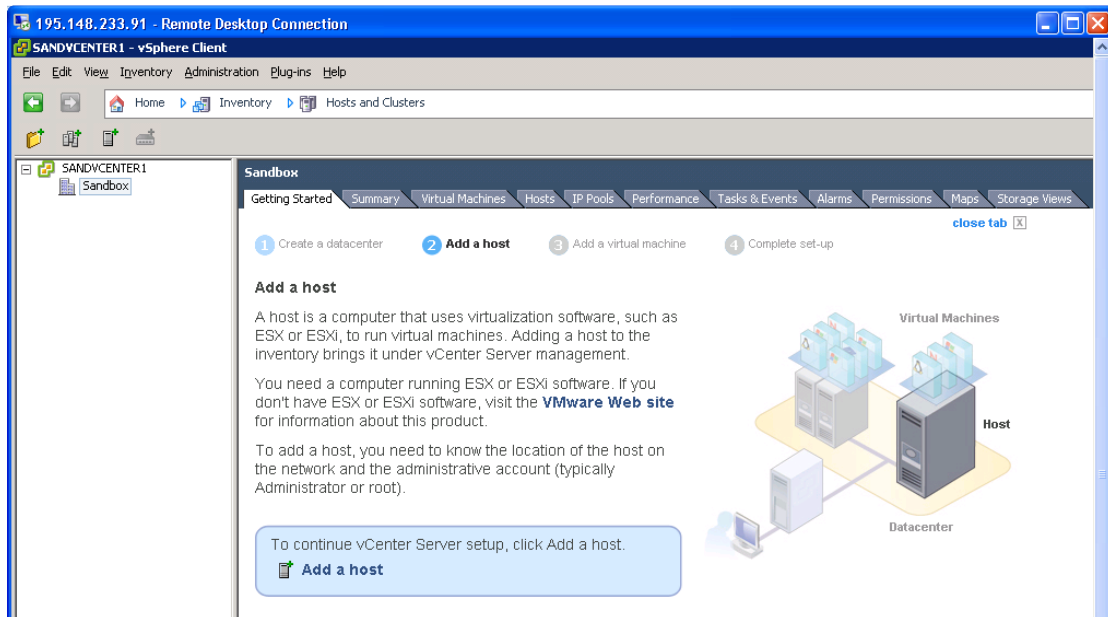 195.148.233.91 - Remote Desktop Connection
SANDVCENTER1 - vSphere Client
File Edit View Inventory Administration Plug-ins Help
Home Inventory Hosts and Clusters
SANDVCENTER1
Sandbox
Sandbox
Getting Started Summary Virtual Machines Hosts IP Pools Performance Tasks & Events Alarms Permissions Maps Storage Views
close tab X
1 Create a datacenter 2 Add a host 3 Add a virtual machine 4 Complete set-up
Add a host
A host is a computer that uses virtualization software, such as
ESX or ESXi, to run virtual machines. Adding a host to the
inventory brings it under vCenter Server management.
You need a computer running ESX or ESXi software. If you
don't have ESX or ESXi software, visit the VMware Web site
for information about this product.
To add a host, you need to know the location of the host on
the network and the administrative account (typically
Administrator or root).
To continue vCenter Server setup, click Add a host.
Add a host
Virtual Machines
Host
Datacenter